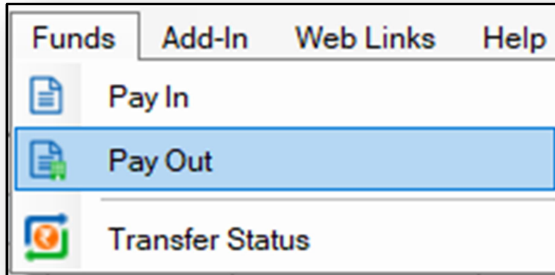 Funds Add-In Web Links Help
Pay In
Pay Out
Transfer Status